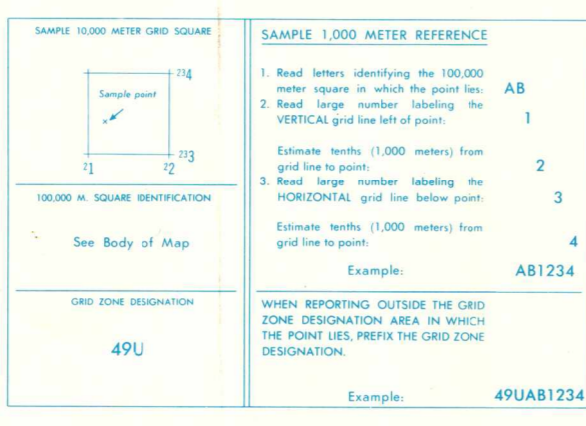 SAMPLE 10,000 METER GRID SQUARE
234
Sample point
x
233
21 22
100,000 M. SQUARE IDENTIFICATION
See Body of Map
GRID ZONE DESIGNATION
49U
SAMPLE 1,000 METER REFERENCE
1. Read letters identifying the 100,000
meter square in which the point lies: AB
2. Read large number labeling the
VERTICAL grid line left of point: 1
Estimate tenths (1,000 meters) from
grid line to point: 2
3. Read large number labeling the
HORIZONTAL grid line below point: 3
Estimate tenths (1,000 meters) from
grid line to point: 4
Example: AB1234
WHEN REPORTING OUTSIDE THE GRID
ZONE DESIGNATION AREA IN WHICH
THE POINT LIES, PREFIX THE GRID ZONE
DESIGNATION.
Example: 49UAB1234